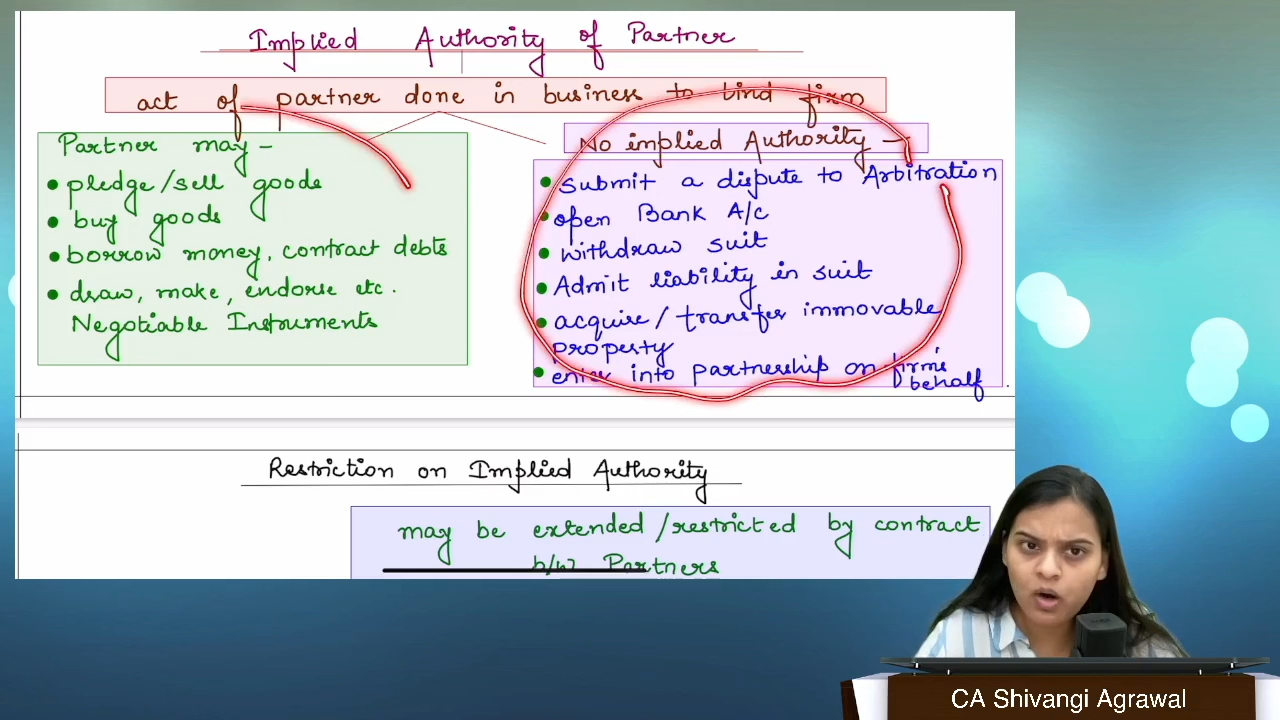 Implied Authority of Partner
act of partner done in business to bind firm
Partner may -
• pledge/sell goods
• buy goods
• borrow money, contract debts
• draw, make, endorse etc.
Negotiable Instruments
No implied Authority -
• submit a dispute to Arbitration
• open Bank A/c
• withdraw suit
• Admit liability in suit
• acquire / transfer immovable
property
• enter into partnership on firm's
behalf.
Restriction on Implied Authority
may be extended/restricted by contract
b/w Partners
CA Shivangi Agrawal